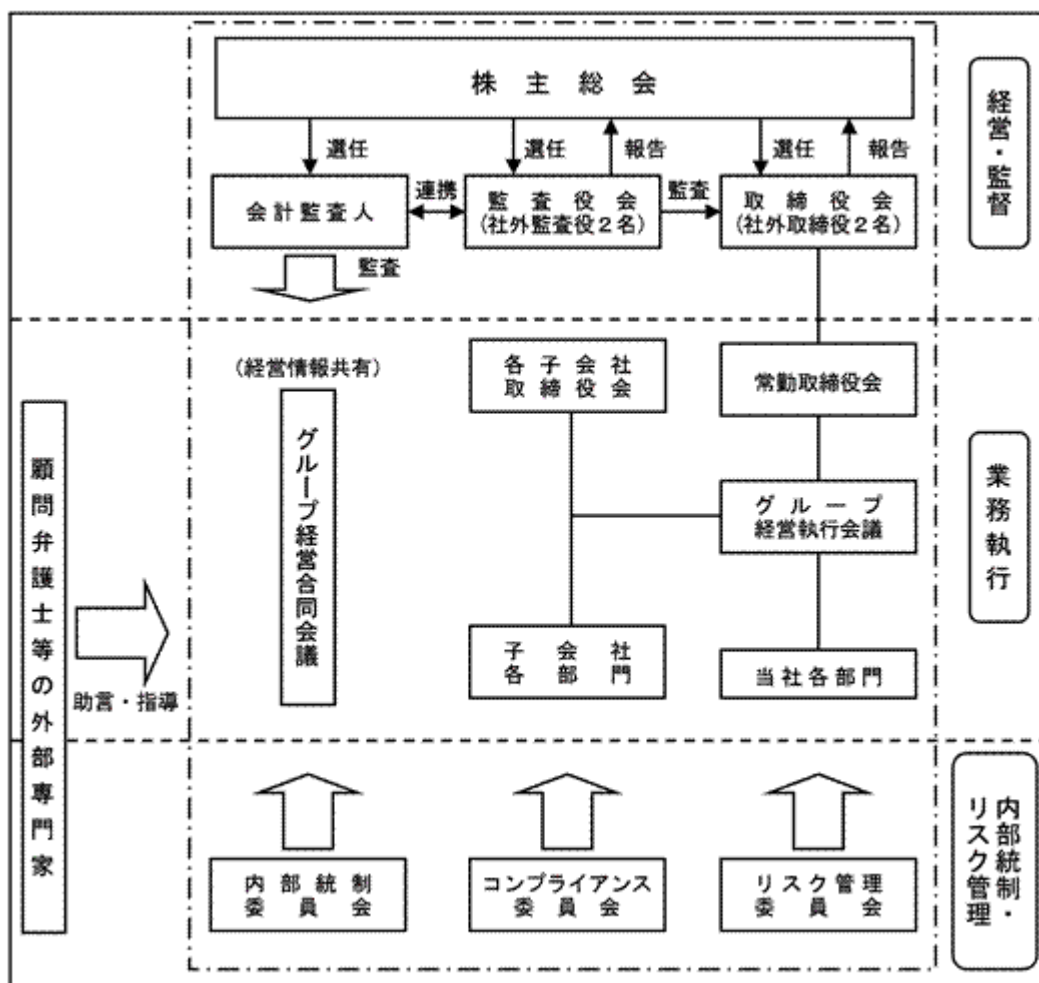 株主総会
経営・監督
選任
選任
報告
選任
報告
会計監査人
連携
監査役会
(社外監査役2名)
監査
取締役会
(社外取締役2名)
監査
(経営情報共有)
各子会社
取締役会
常勤取締役会
グループ経営合同会議
グループ
経営執行会議
業務執行
顧問弁護士等の外部専門家
助言・指導
子会社
各部門
当社各部門
内部統制
委員会
コンプライアンス
委員会
リスク管理
委員会
内部統制・
リスク管理